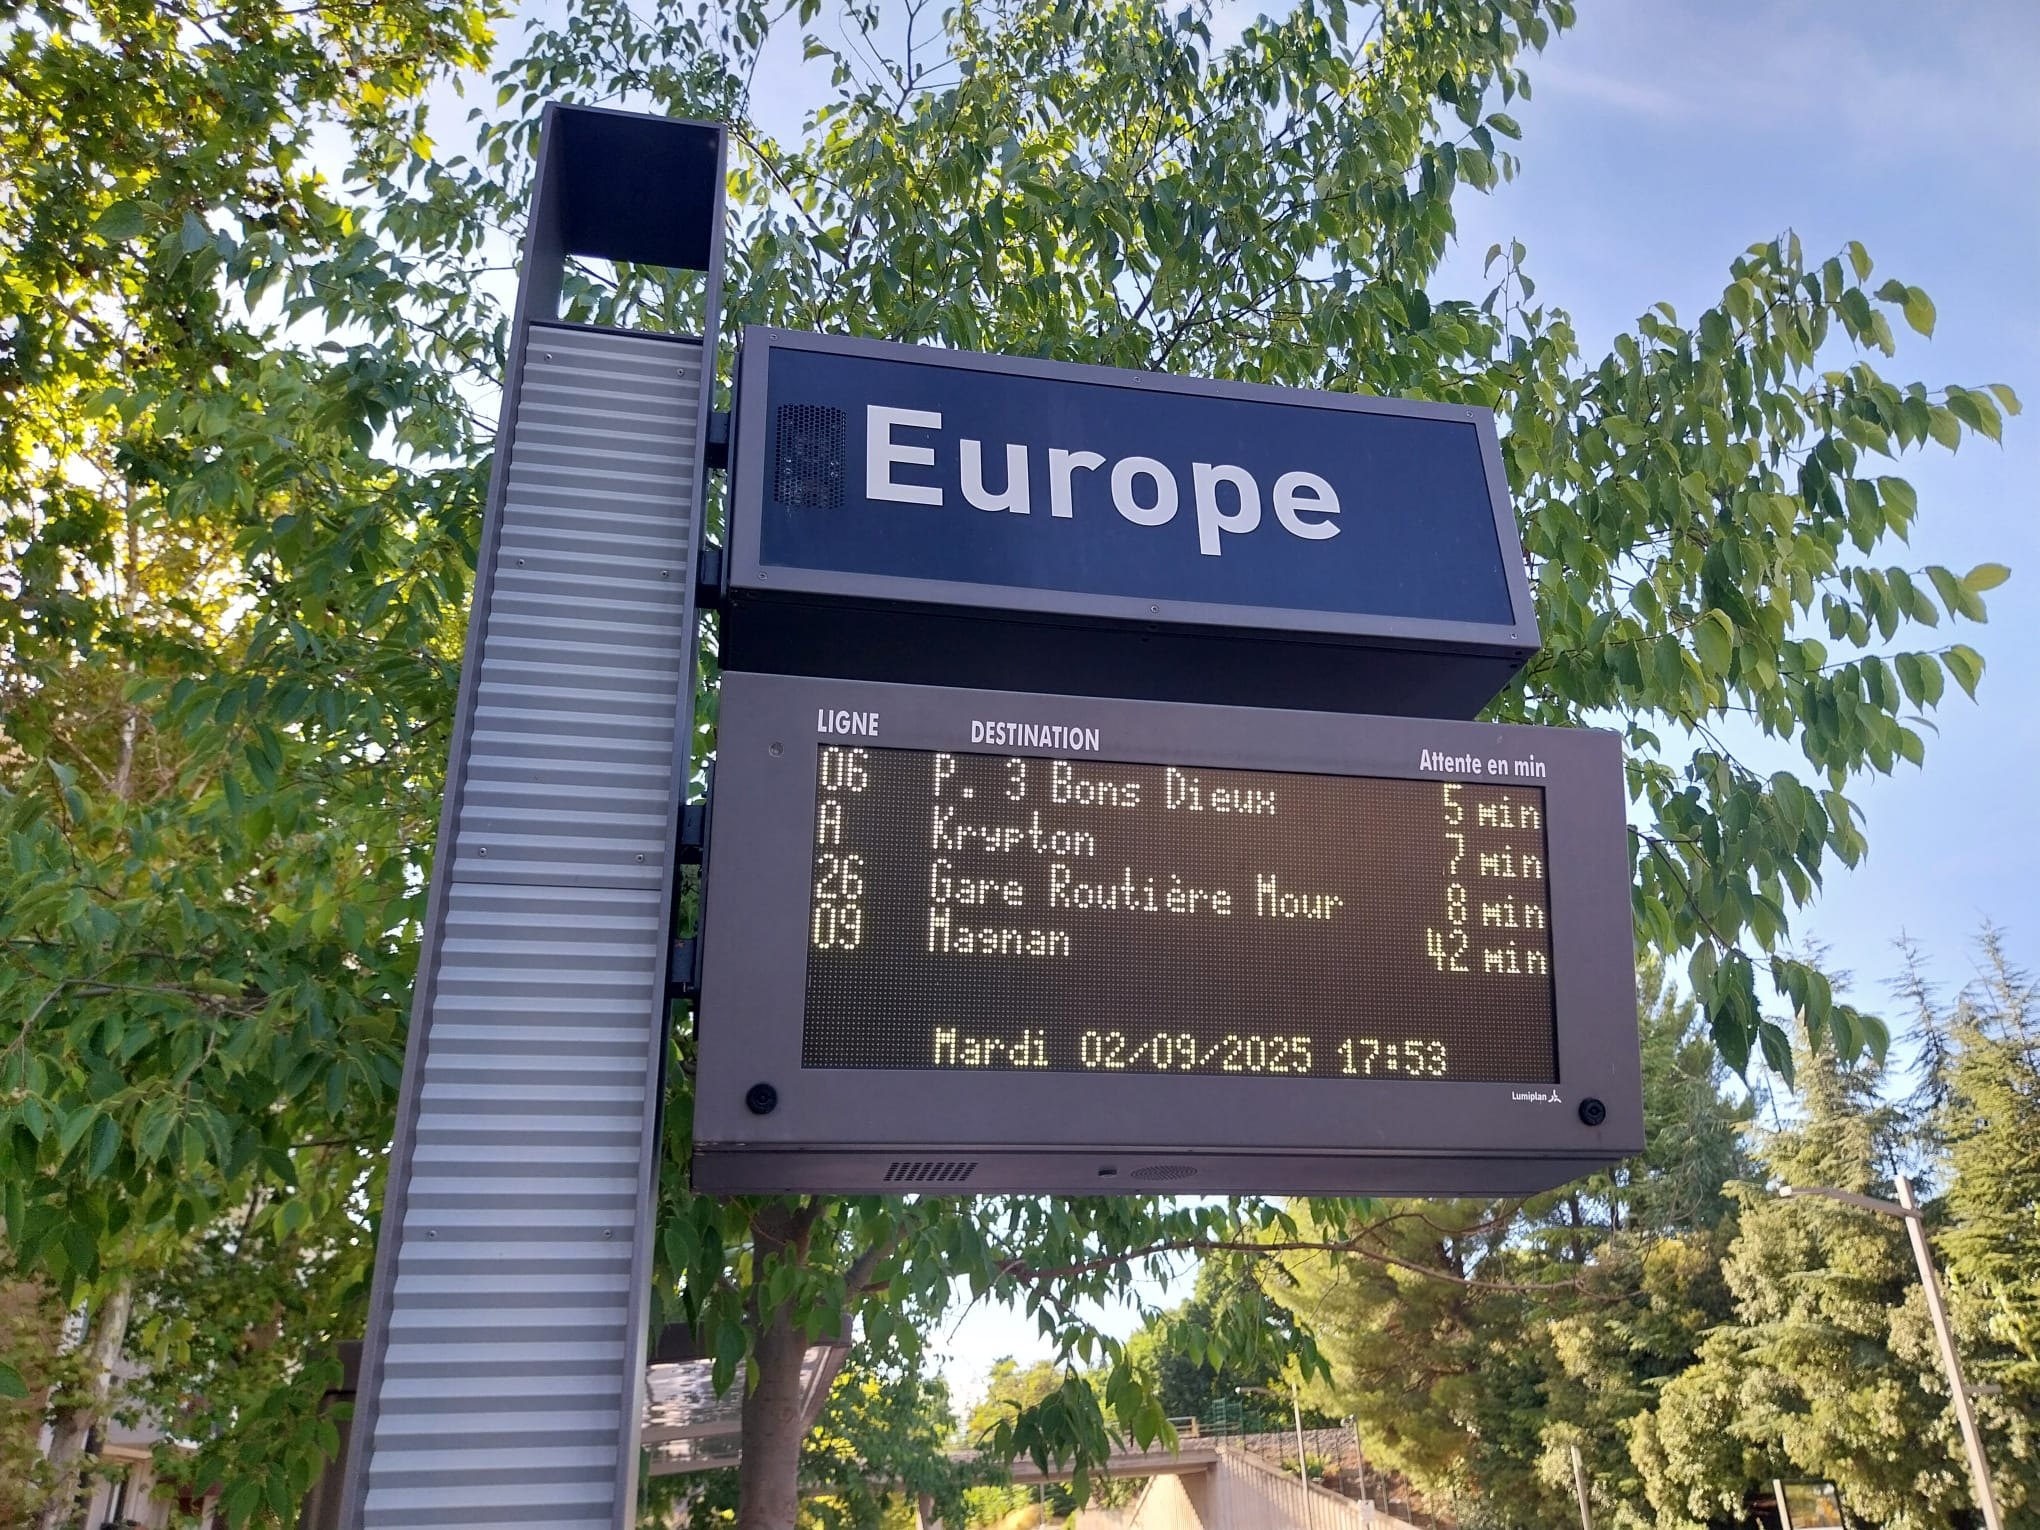 Europe
LIGNE DESTINATION Attente en min
06 P. 3 Bons Dieux 5 min
A Krypton 7 min
26 Gare Routière Mour 8 min
09 Magnan 42 min
Mardi 02/09/2025 17:53
Lumiplan